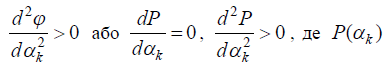 d²φ/dα_k² > 0 або dP/dα_k = 0, d²P/dα_k² > 0, де P(α_k)